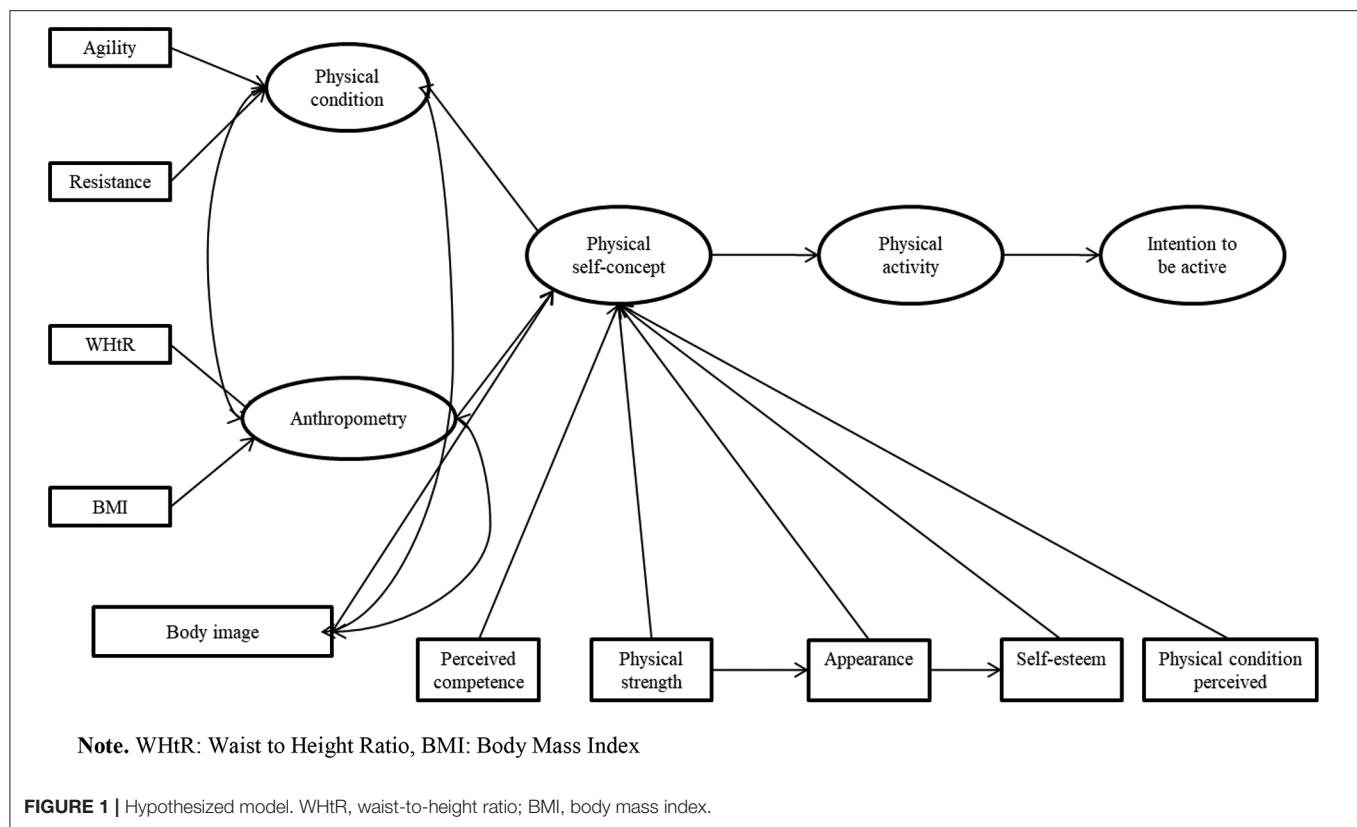 Agility
Physical
condition
Resistance
Physical
self-concept
Physical
activity
Intention to
be active
WHtR
Anthropometry
BMI
Body image
Perceived
competence
Physical
strength
Appearance
Self-esteem
Physical condition
perceived
Note. WHtR: Waist to Height Ratio, BMI: Body Mass Index
FIGURE 1 | Hypothesized model. WHtR, waist-to-height ratio; BMI, body mass index.